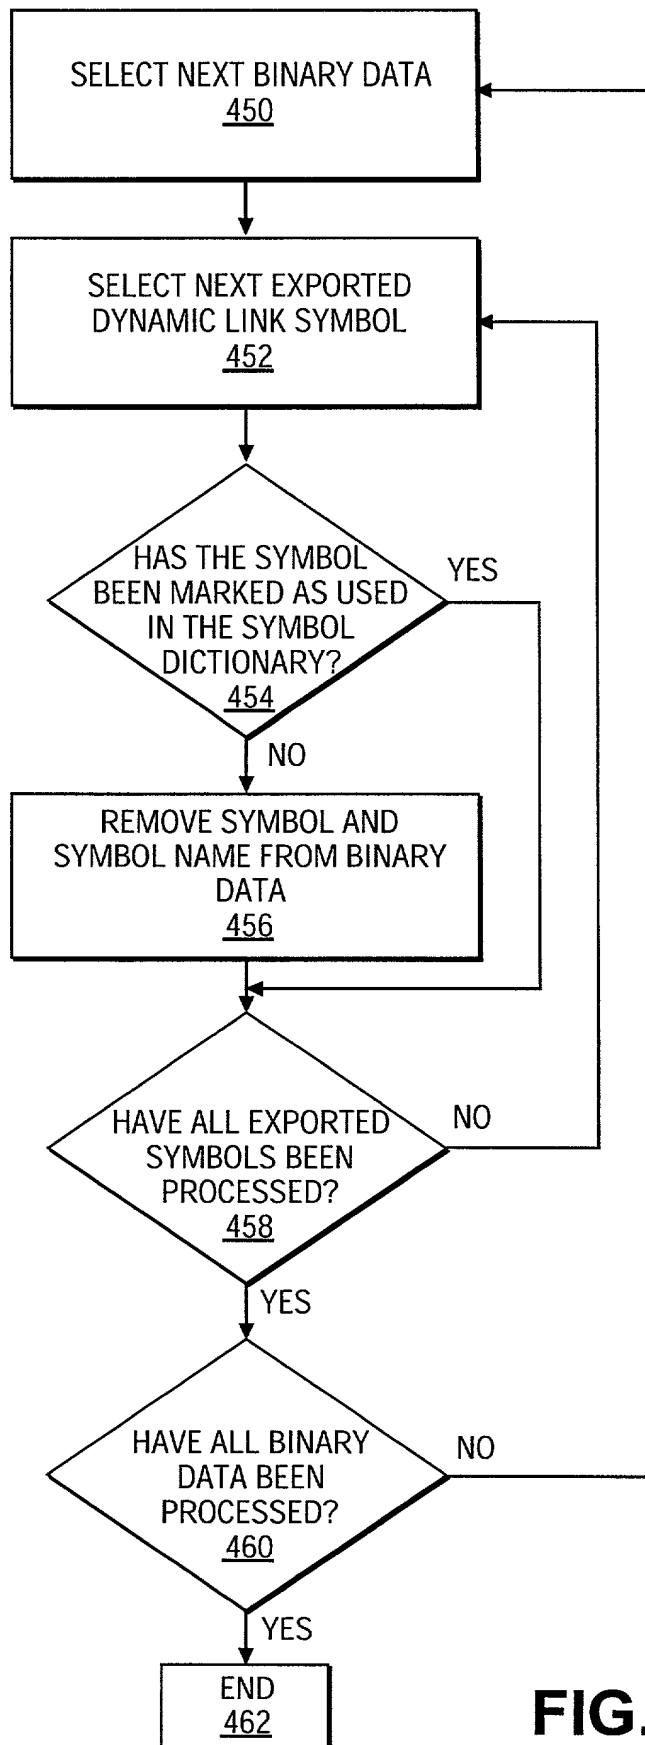 SELECT NEXT BINARY DATA
450
SELECT NEXT EXPORTED
DYNAMIC LINK SYMBOL
452
HAS THE SYMBOL
BEEN MARKED AS USED
IN THE SYMBOL
DICTIONARY?
454
YES
NO
REMOVE SYMBOL AND
SYMBOL NAME FROM BINARY
DATA
456
HAVE ALL EXPORTED
SYMBOLS BEEN
PROCESSED?
458
NO
YES
HAVE ALL BINARY
DATA BEEN
PROCESSED?
460
NO
YES
END
462
FIG.